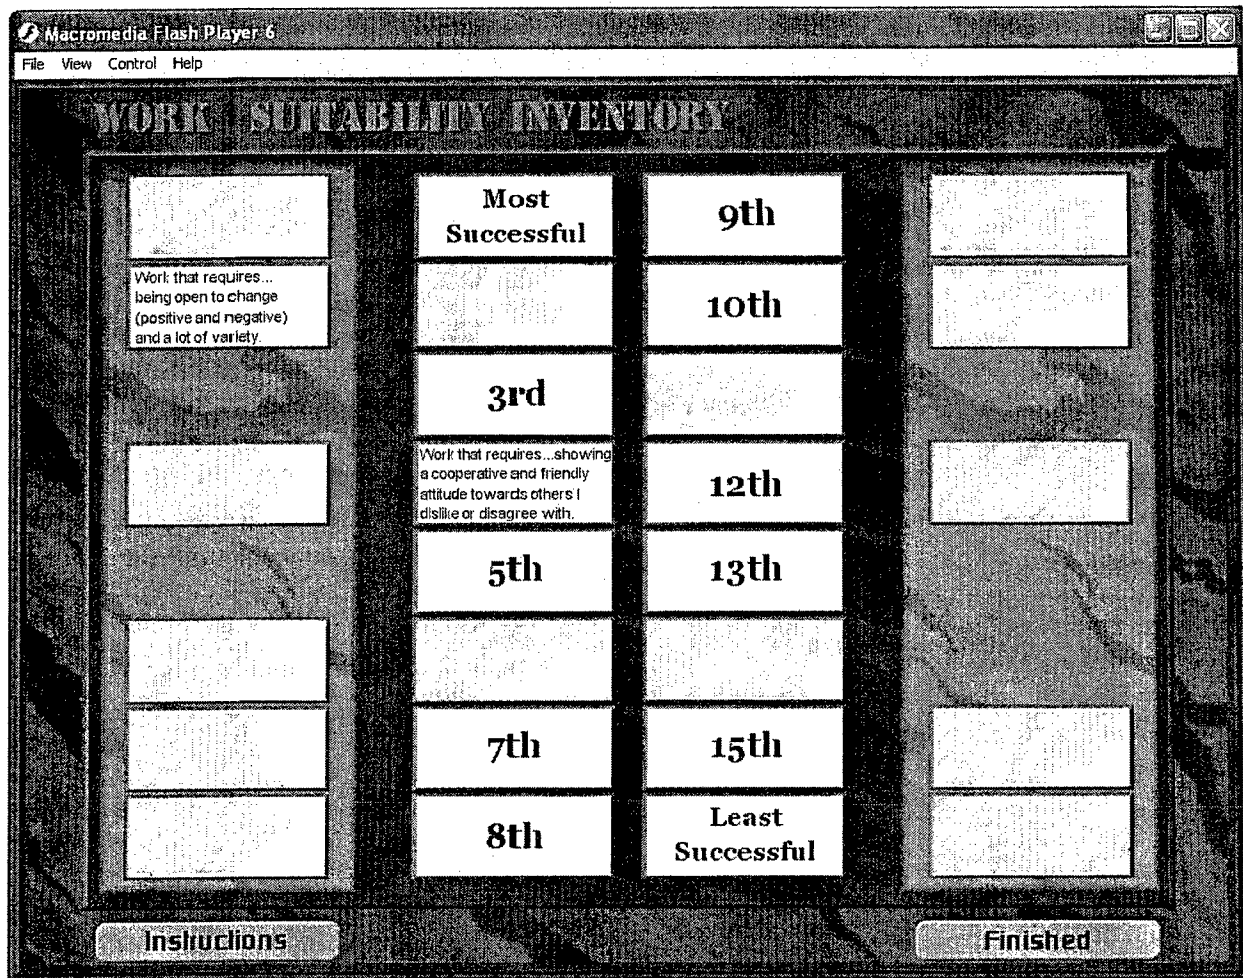 Macromedia Flash Player 6
File View Control Help
WORK SUITABILITY INVENTORY
Work that requires...
being open to change
(positive and negative)
and a lot of variety.
Most
Successful
3rd
Work that requires...showing
a cooperative and friendly
attitude towards others I
dislike or disagree with.
5th
7th
8th
9th
10th
12th
13th
15th
Least
Successful
Instructions
Finished